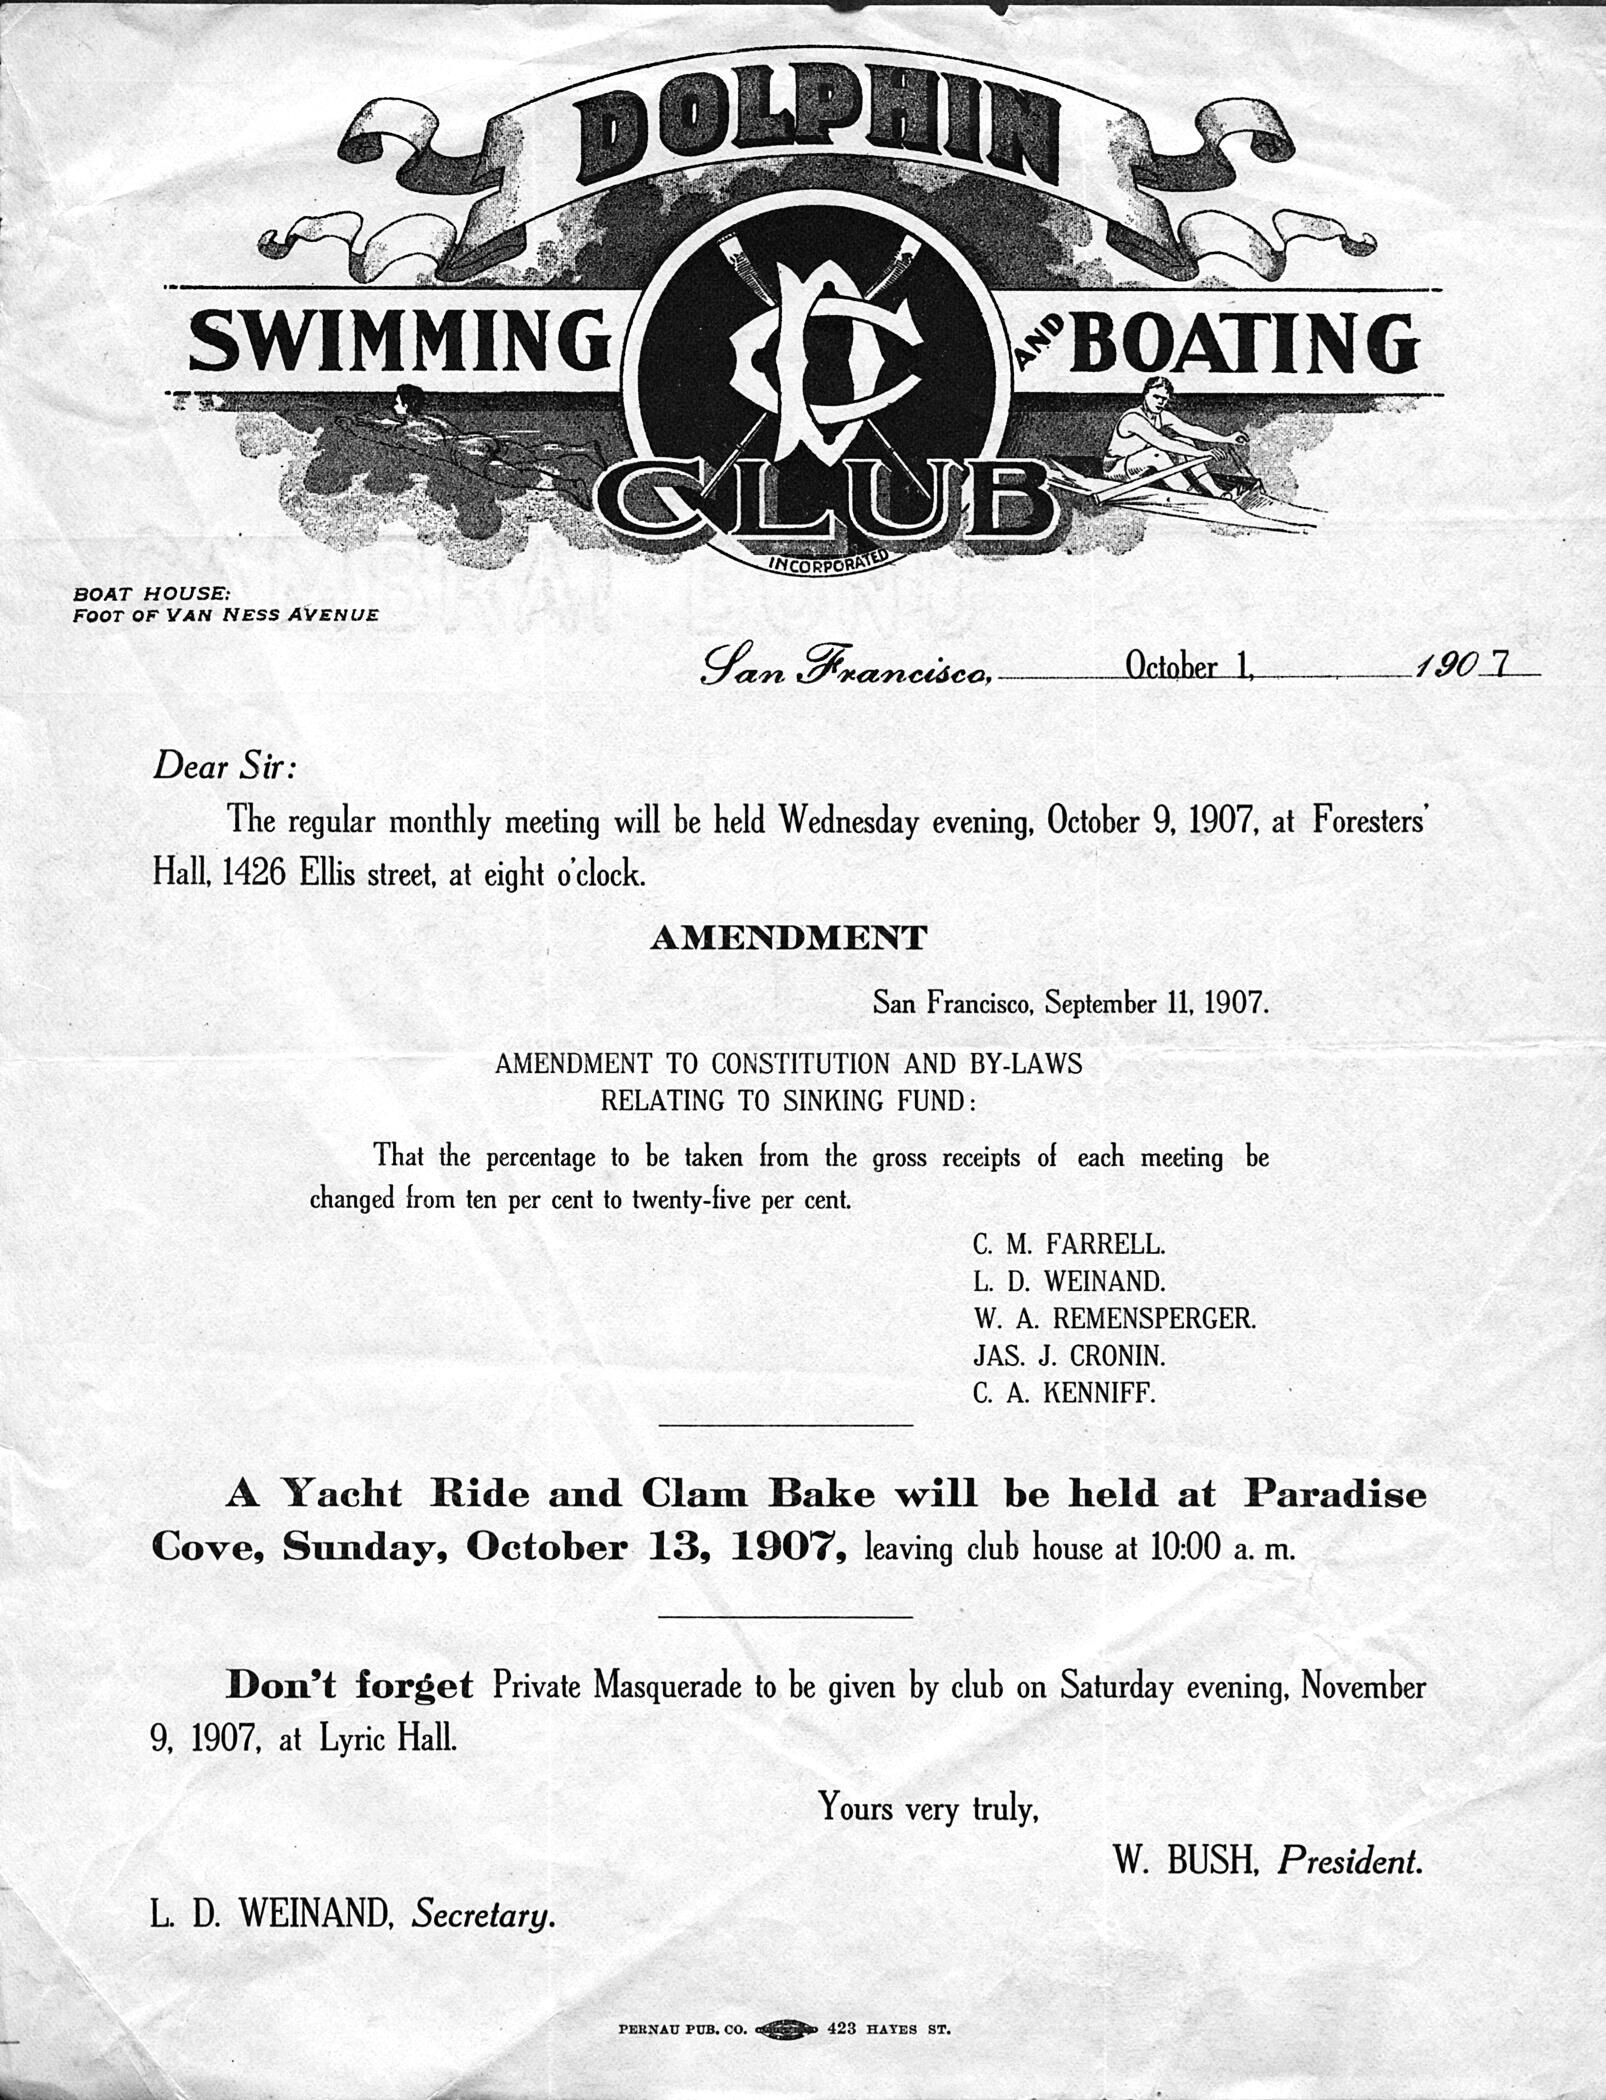 DOLPHIN
SWIMMING AND BOATING
DC
CLUB
INCORPORATED
BOAT HOUSE:
FOOT OF VAN NESS AVENUE
San Francisco, October 1, 1907
Dear Sir:
The regular monthly meeting will be held Wednesday evening, October 9, 1907, at Foresters'
Hall, 1426 Ellis street, at eight o'clock.
AMENDMENT
San Francisco, September 11, 1907.
AMENDMENT TO CONSTITUTION AND BY-LAWS
RELATING TO SINKING FUND:
That the percentage to be taken from the gross receipts of each meeting be
changed from ten per cent to twenty-five per cent.
C. M. FARRELL.
L. D. WEINAND.
W. A. REMENSPERGER.
JAS. J. CRONIN.
C. A. KENNIFF.
A Yacht Ride and Clam Bake will be held at Paradise
Cove, Sunday, October 13, 1907, leaving club house at 10:00 a. m.
Don't forget Private Masquerade to be given by club on Saturday evening, November
9, 1907, at Lyric Hall.
Yours very truly,
W. BUSH, President.
L. D. WEINAND, Secretary.
PERNAU PUB. CO. 423 HAYES ST.